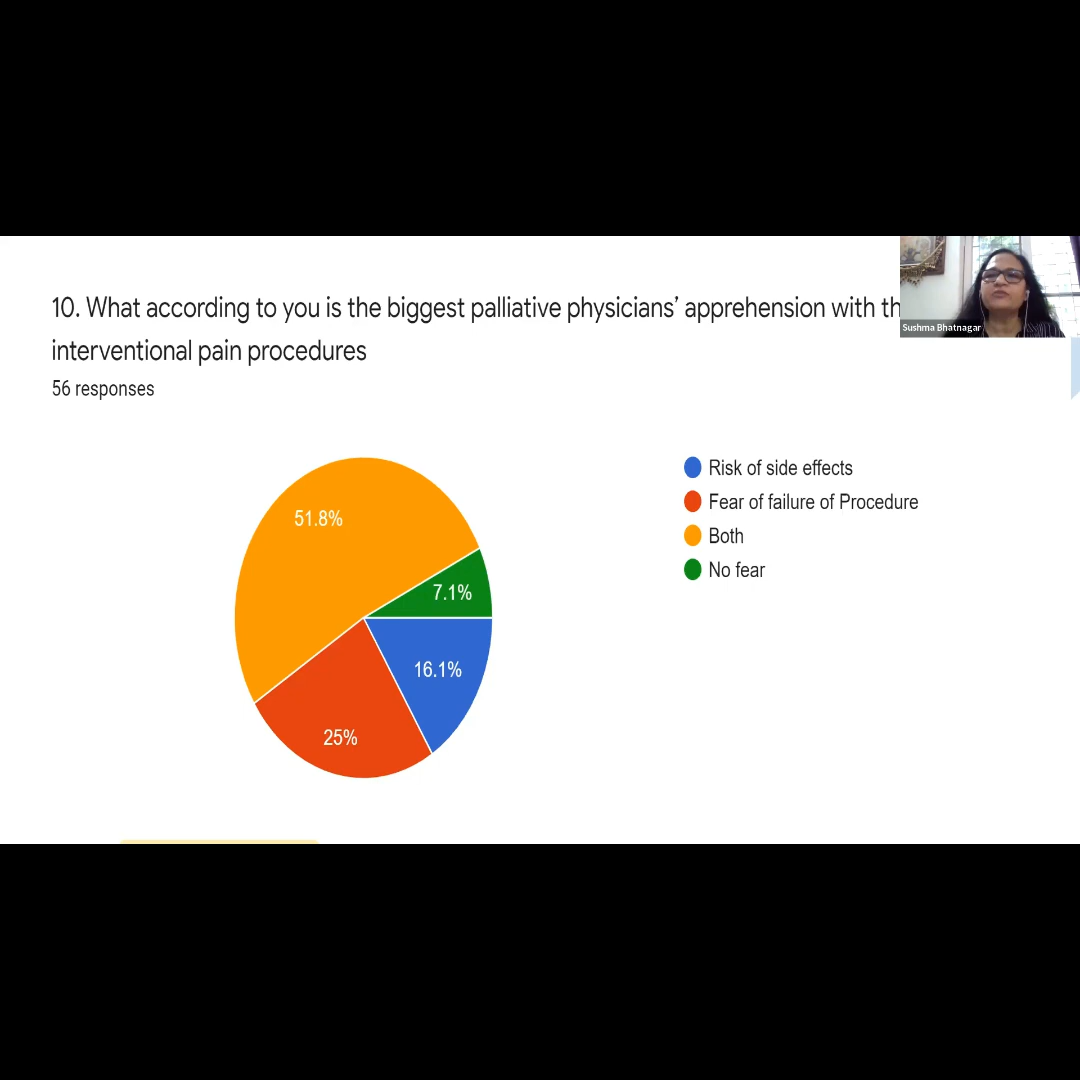 10. What according to you is the biggest palliative physicians’ apprehension with th
interventional pain procedures
56 responses
Sushma Bhatnagar
51.8%
7.1%
16.1%
25%
Risk of side effects
Fear of failure of Procedure
Both
No fear